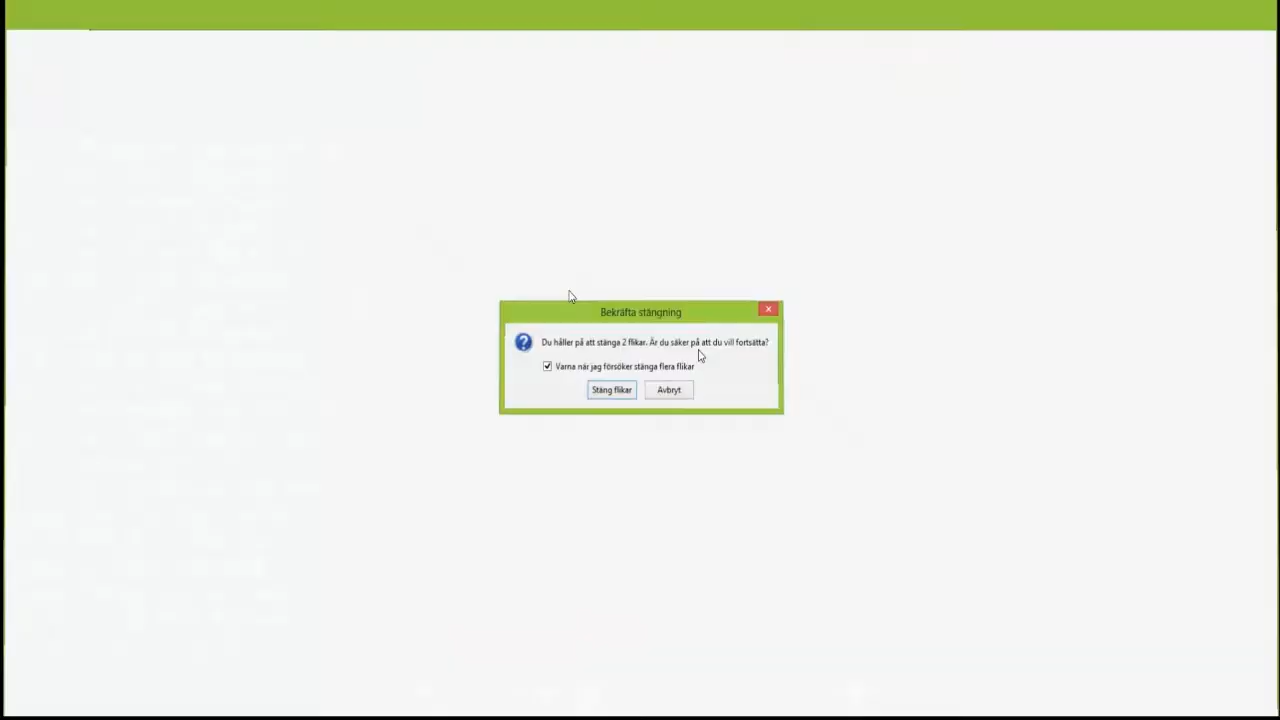 Bekräfta stängning
Du håller på att stänga 2 flikar. Är du säker på att du vill fortsätta?
Varna när jag försöker stänga flera flikar
Stäng flikar
Avbryt